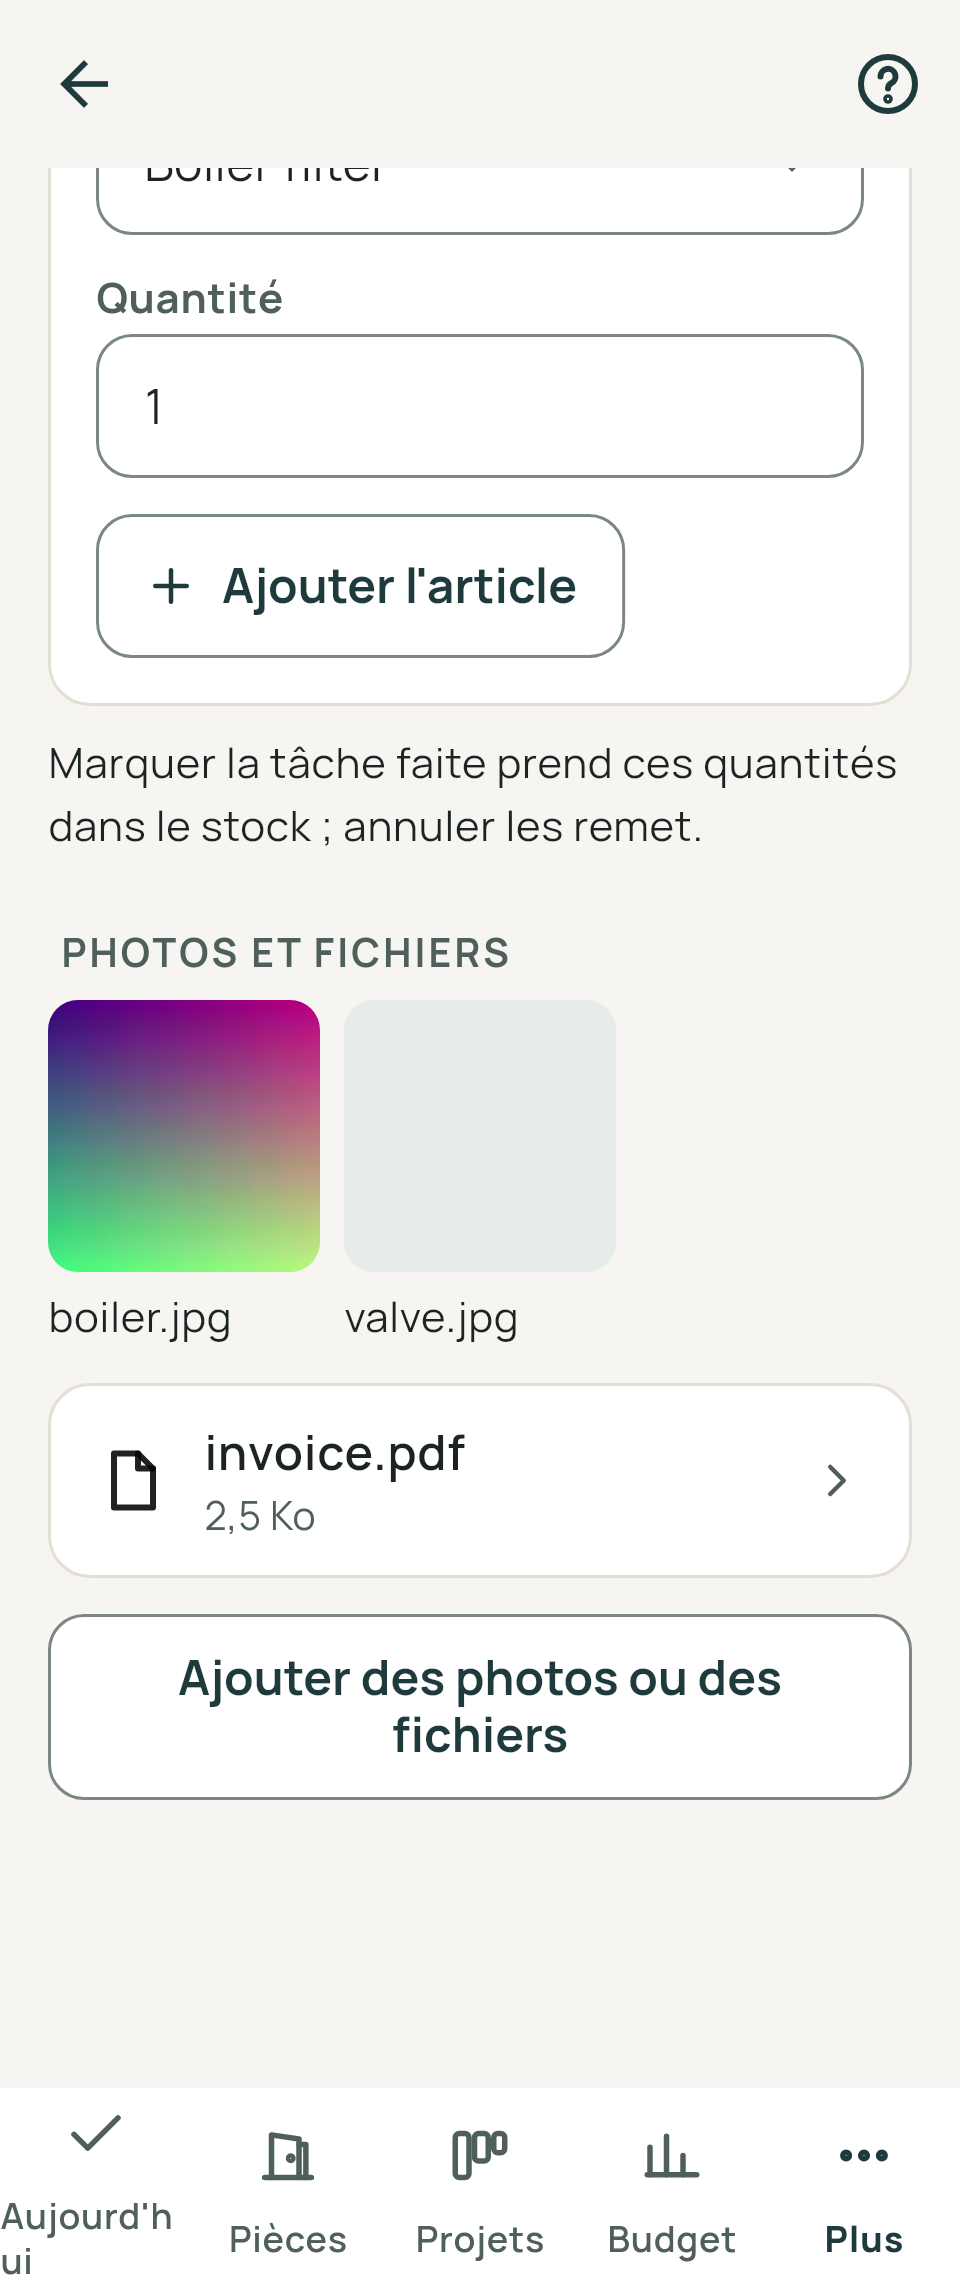 Boiler filter
Quantité
1
Ajouter l'article
Marquer la tâche faite prend ces quantités
dans le stock ; annuler les remet.
PHOTOS ET FICHIERS
boiler.jpg
valve.jpg
invoice.pdf
2,5 Ko
Ajouter des photos ou des
fichiers
Aujourd'h
ui
Pièces
Projets
Budget
Plus